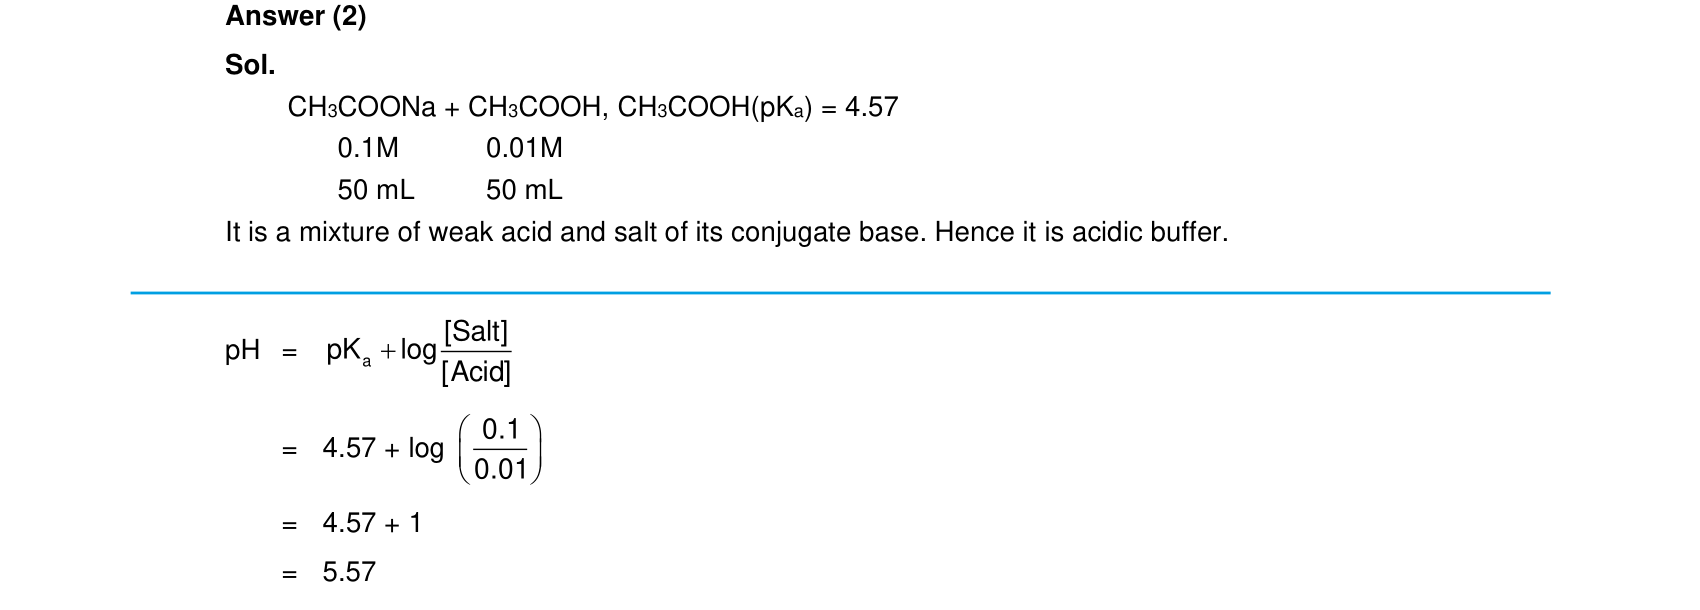 Answer (2)
Sol.
CH₃COONa + CH₃COOH, CH₃COOH(pKₐ) = 4.57
0.1M 0.01M
50 mL 50 mL
It is a mixture of weak acid and salt of its conjugate base. Hence it is acidic buffer.
pH = pKₐ + log [Salt]/[Acid]
= 4.57 + log (0.1/0.01)
= 4.57 + 1
= 5.57